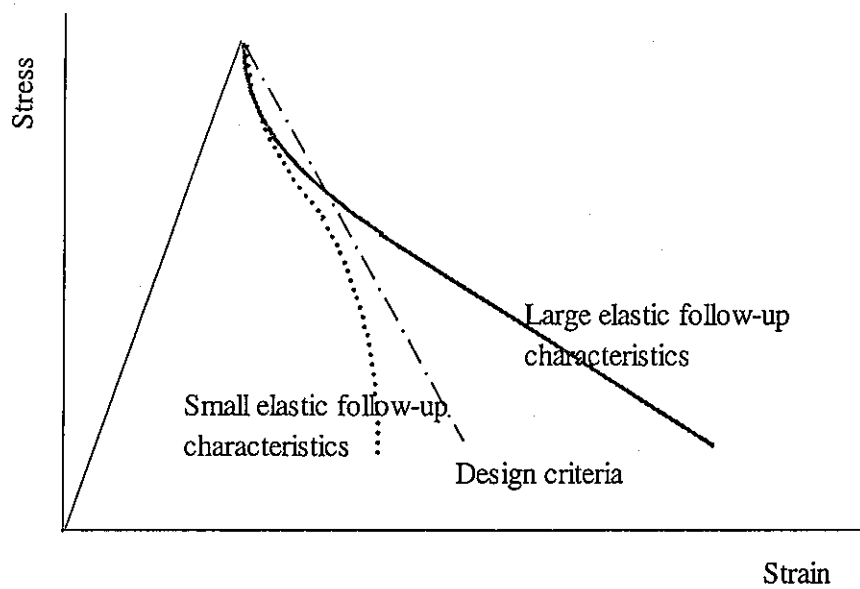 Stress
Large elastic follow-up
characteristics
Small elastic follow-up
characteristics
Design criteria
Strain